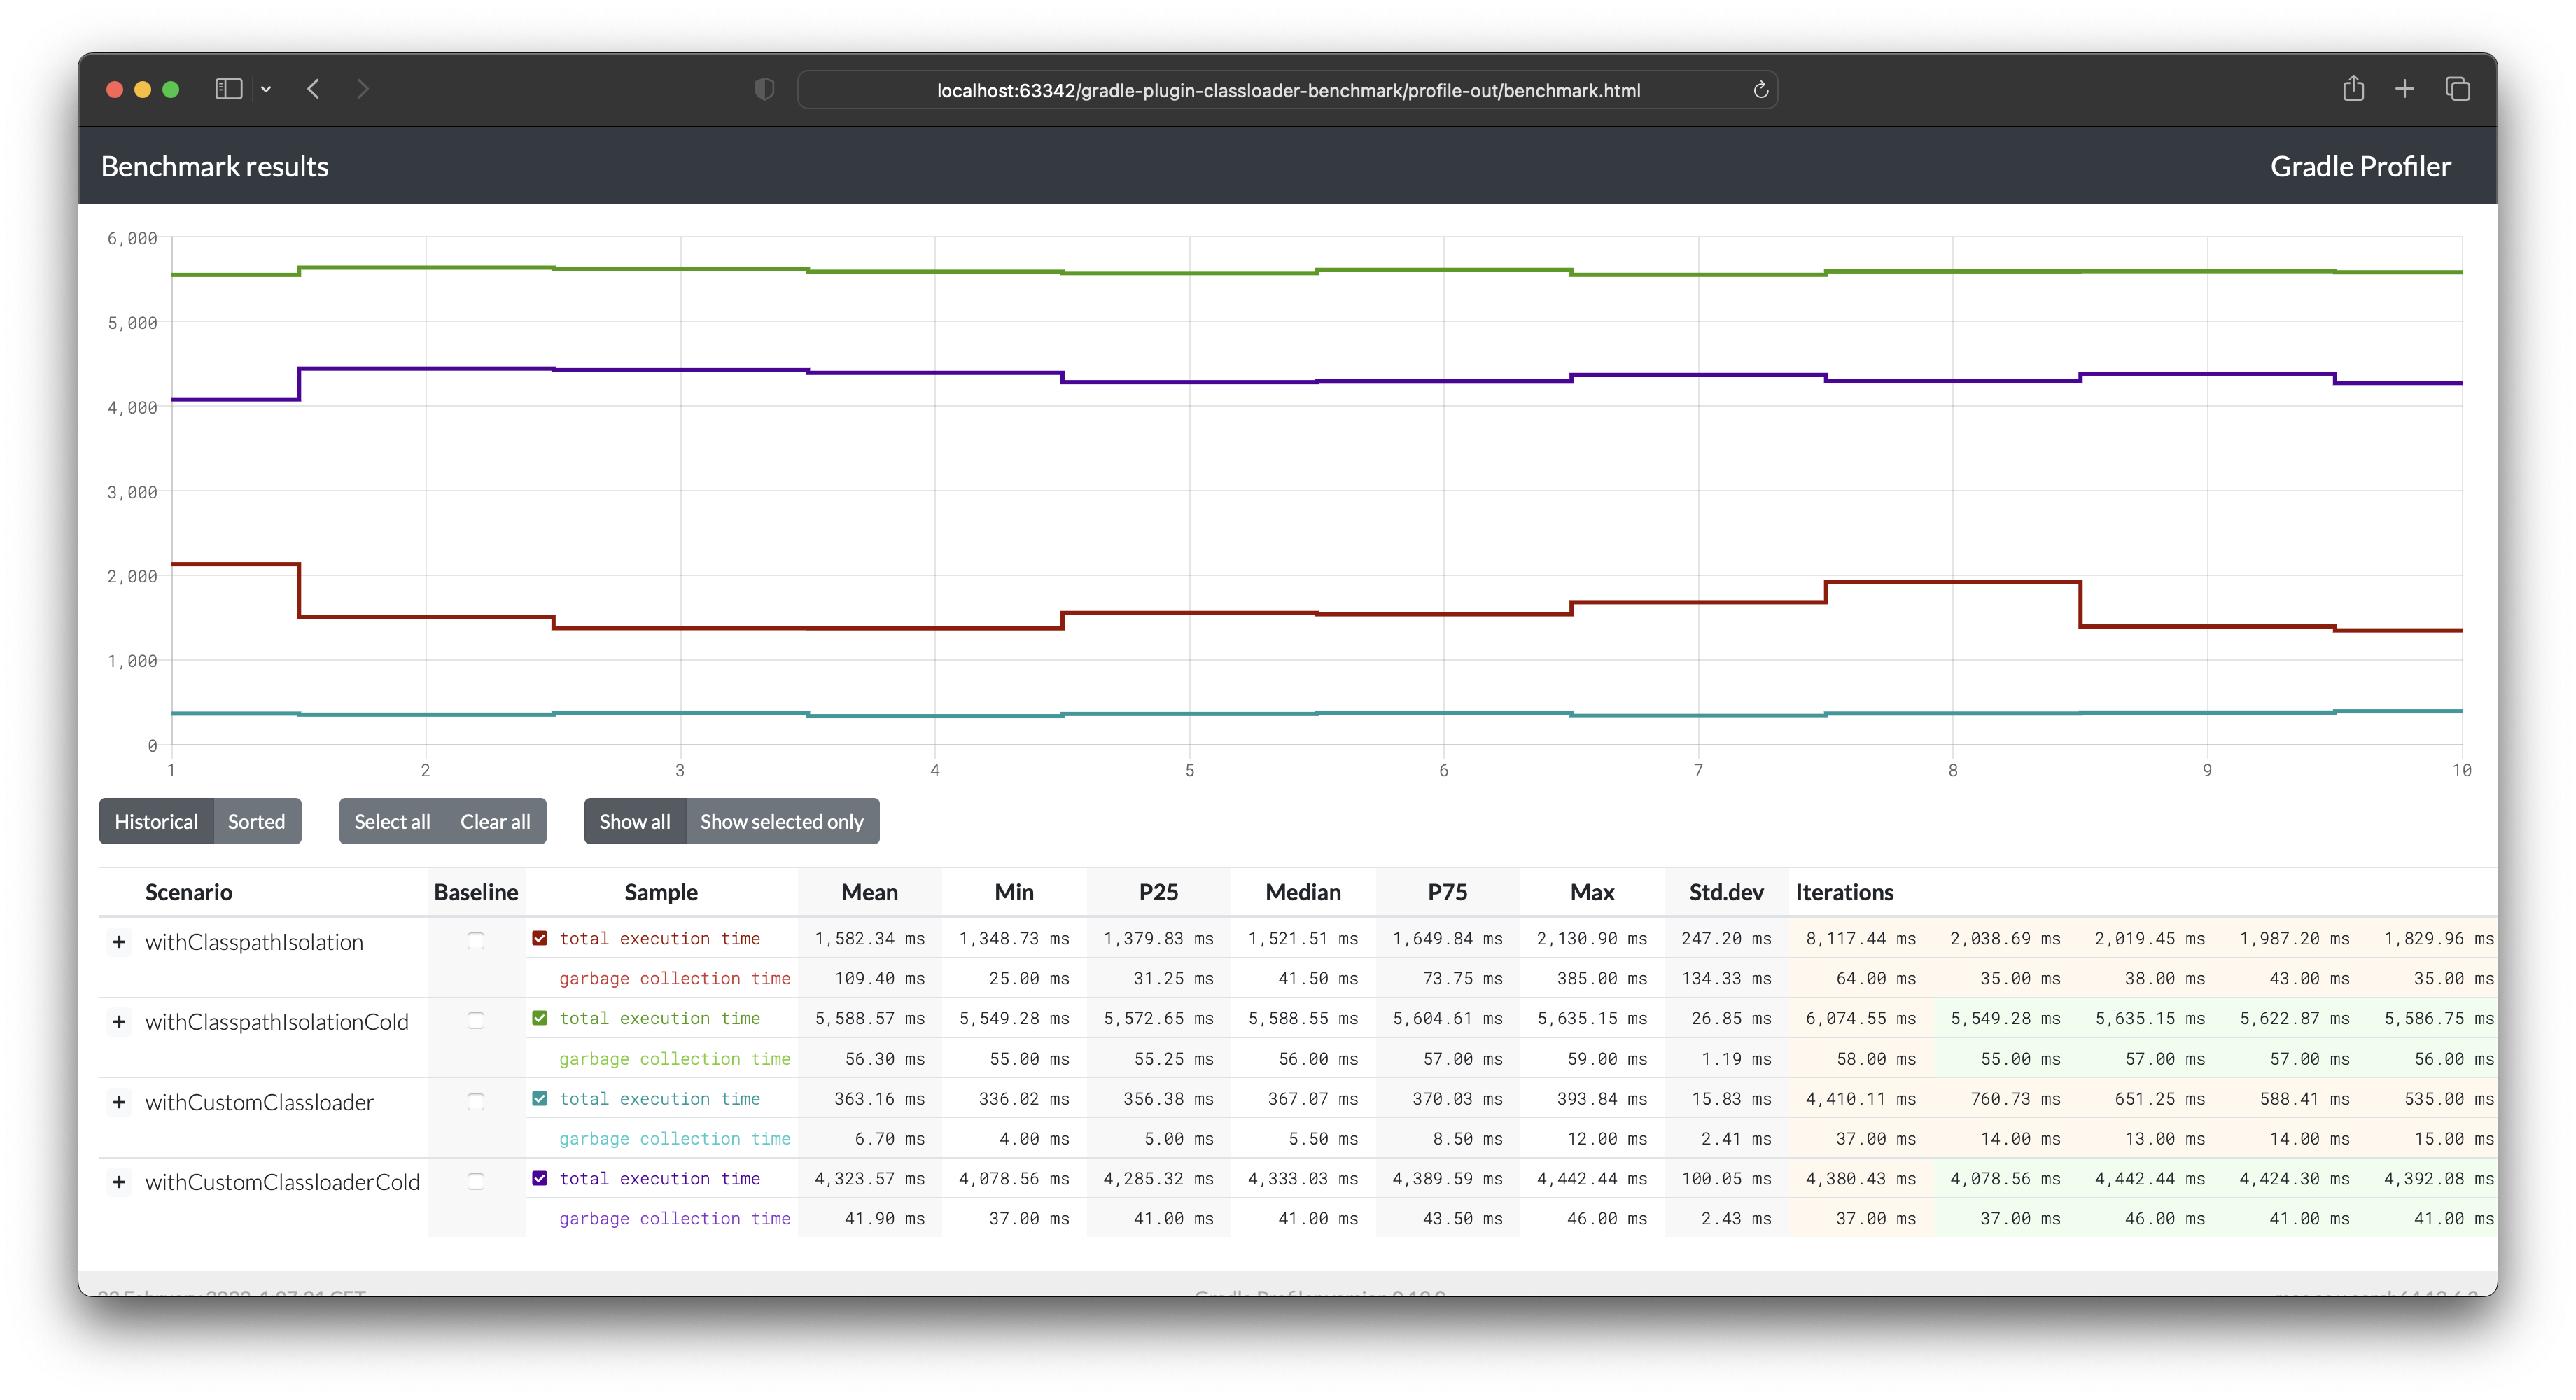 localhost:63342/gradle-plugin-classloader-benchmark/profile-out/benchmark.html
Benchmark results Gradle Profiler
6,000
5,000
4,000
3,000
2,000
1,000
0
1 2 3 4 5 6 7 8 9 10
Historical Sorted Select all Clear all Show all Show selected only
Scenario Baseline Sample Mean Min P25 Median P75 Max Std.dev Iterations
withClasspathIsolation total execution time 1,582.34 ms 1,348.73 ms 1,379.83 ms 1,521.51 ms 1,649.84 ms 2,130.90 ms 247.20 ms 8,117.44 ms 2,038.69 ms 2,019.45 ms 1,987.20 ms 1,829.96 ms
garbage collection time 109.40 ms 25.00 ms 31.25 ms 41.50 ms 73.75 ms 385.00 ms 134.33 ms 64.00 ms 35.00 ms 38.00 ms 43.00 ms 35.00 ms
withClasspathIsolationCold total execution time 5,588.57 ms 5,549.28 ms 5,572.65 ms 5,588.55 ms 5,604.61 ms 5,635.15 ms 26.85 ms 6,074.55 ms 5,549.28 ms 5,635.15 ms 5,622.87 ms 5,586.75 ms
garbage collection time 56.30 ms 55.00 ms 55.25 ms 56.00 ms 57.00 ms 59.00 ms 1.19 ms 58.00 ms 55.00 ms 57.00 ms 57.00 ms 56.00 ms
withCustomClassloader total execution time 363.16 ms 336.02 ms 356.38 ms 367.07 ms 370.03 ms 393.84 ms 15.83 ms 4,410.11 ms 760.73 ms 651.25 ms 588.41 ms 535.00 ms
garbage collection time 6.70 ms 4.00 ms 5.00 ms 5.50 ms 8.50 ms 12.00 ms 2.41 ms 37.00 ms 14.00 ms 13.00 ms 14.00 ms 15.00 ms
withCustomClassloaderCold total execution time 4,323.57 ms 4,078.56 ms 4,285.32 ms 4,333.03 ms 4,389.59 ms 4,442.44 ms 100.05 ms 4,380.43 ms 4,078.56 ms 4,442.44 ms 4,424.30 ms 4,392.08 ms
garbage collection time 41.90 ms 37.00 ms 41.00 ms 41.00 ms 43.50 ms 46.00 ms 2.43 ms 37.00 ms 37.00 ms 46.00 ms 41.00 ms 41.00 ms